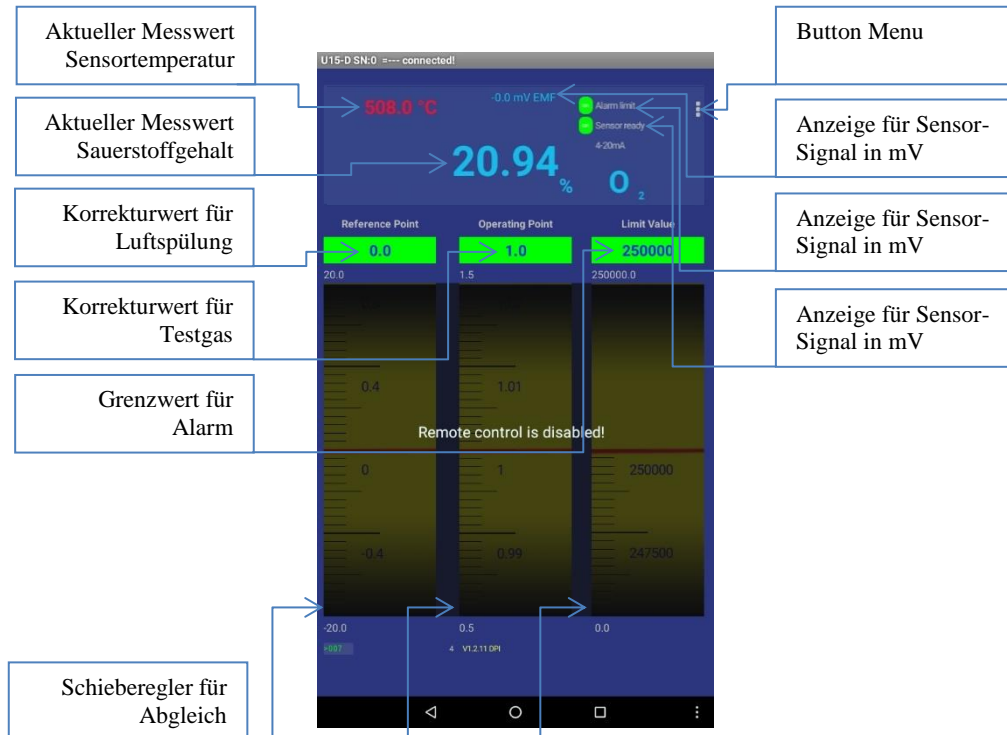 Aktueller Messwert
Sensortemperatur
Aktueller Messwert
Sauerstoffgehalt
Korrekturwert für
Luftspülung
Korrekturwert für
Testgas
Grenzwert für
Alarm
Schieberegler für
Abgleich
U15-D SN:0 =--- connected!
508.0 °C
-0.0 mV EMF
Alarm limit
Sensor ready
4-20mA
20.94 %
O 2
Reference Point Operating Point Limit Value
0.0 1.0 250000
20.0 1.5 250000.0
0.4 1.01
Remote control is disabled!
0 1 250000
-0.4 0.99 247500
-20.0 0.5 0.0
+007 4 V1.2.11 DPI
Button Menu
Anzeige für Sensor-
Signal in mV
Anzeige für Sensor-
Signal in mV
Anzeige für Sensor-
Signal in mV